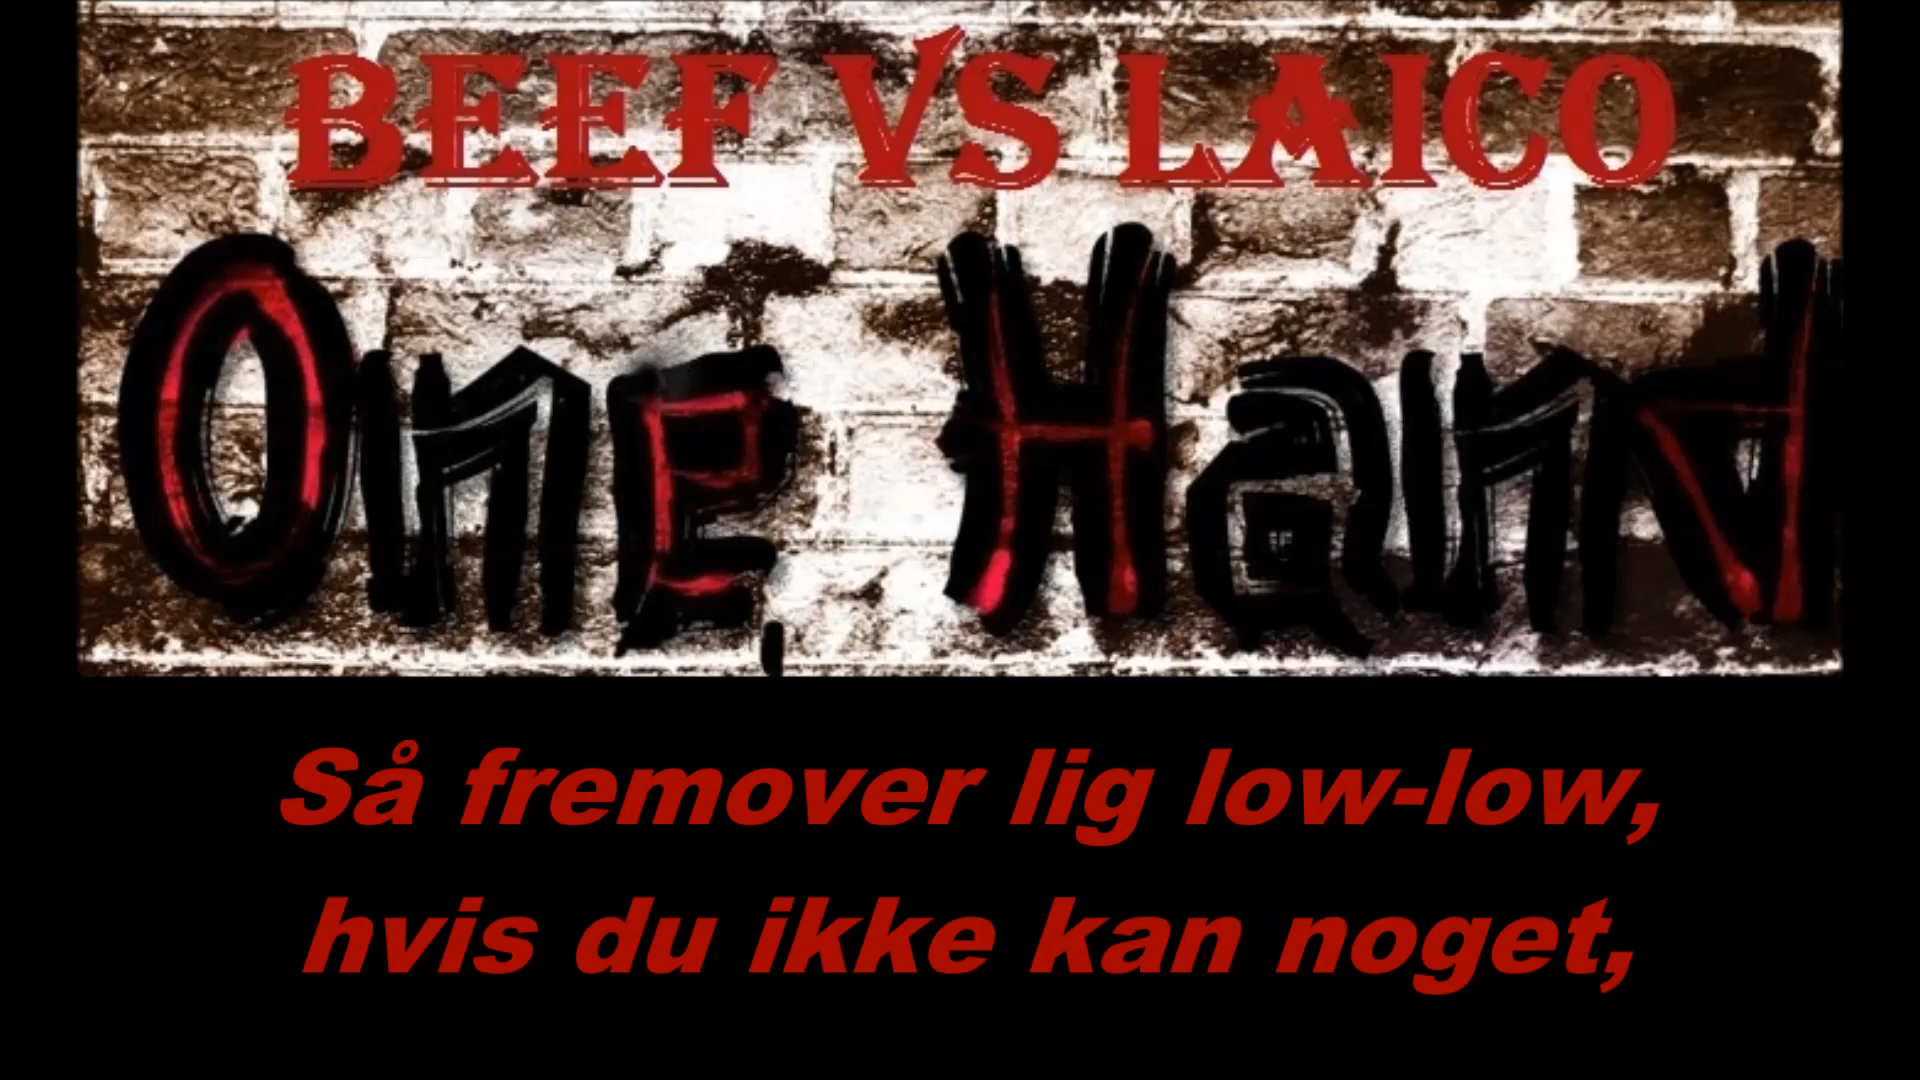 BEEF VS LAICO
One Hand
Så fremover lig low-low,
hvis du ikke kan noget,